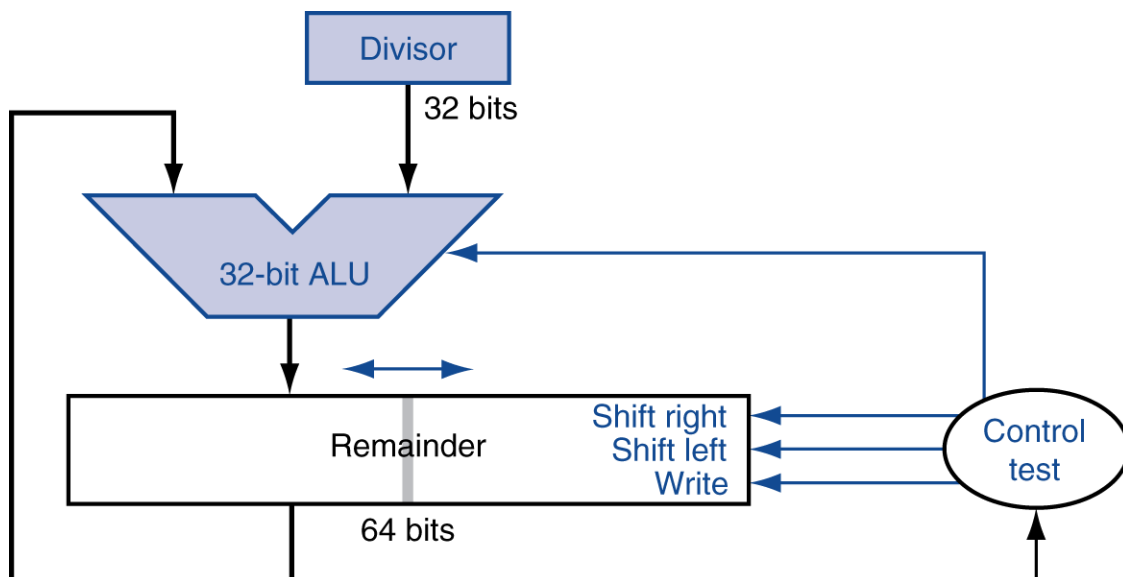 Divisor
32 bits
32-bit ALU
Remainder
Shift right
Shift left
Write
64 bits
Control
test